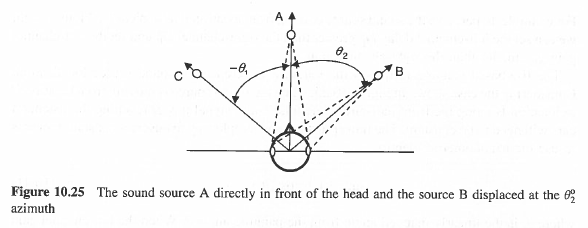 A
−θ₁
θ₂
C
B
Figure 10.25 The sound source A directly in front of the head and the source B displaced at the θ₂°
azimuth